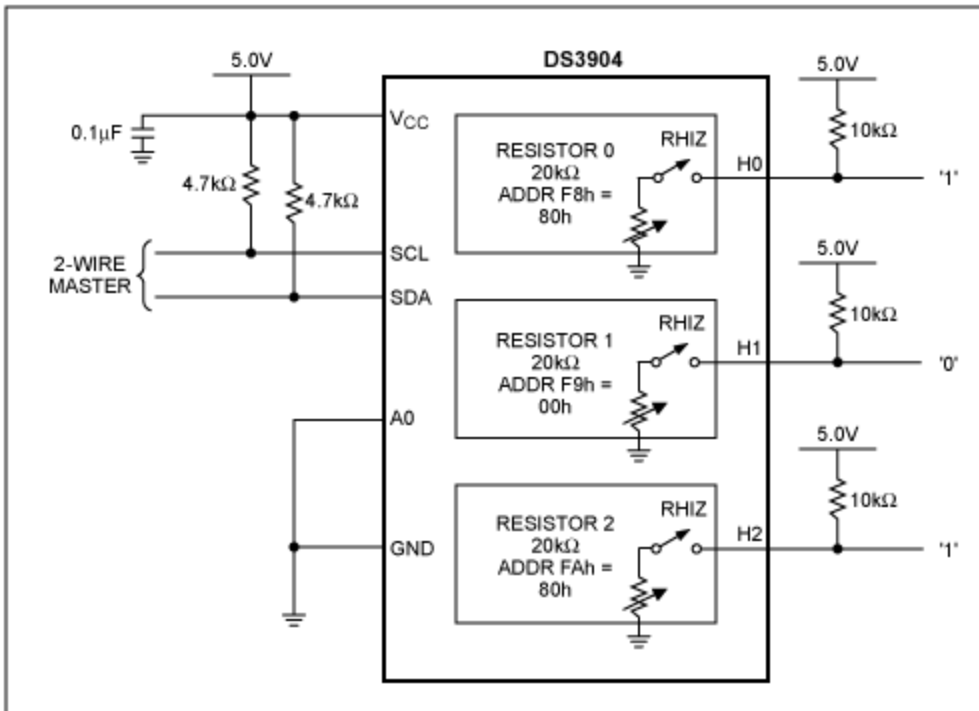 DS3904
5.0V
0.1µF
4.7kΩ
4.7kΩ
2-WIRE
MASTER
VCC
SCL
SDA
A0
GND
RESISTOR 0
20kΩ
ADDR F8h =
80h
RHIZ
H0
5.0V
10kΩ
'1'
RESISTOR 1
20kΩ
ADDR F9h =
00h
RHIZ
H1
5.0V
10kΩ
'0'
RESISTOR 2
20kΩ
ADDR FAh =
80h
RHIZ
H2
5.0V
10kΩ
'1'